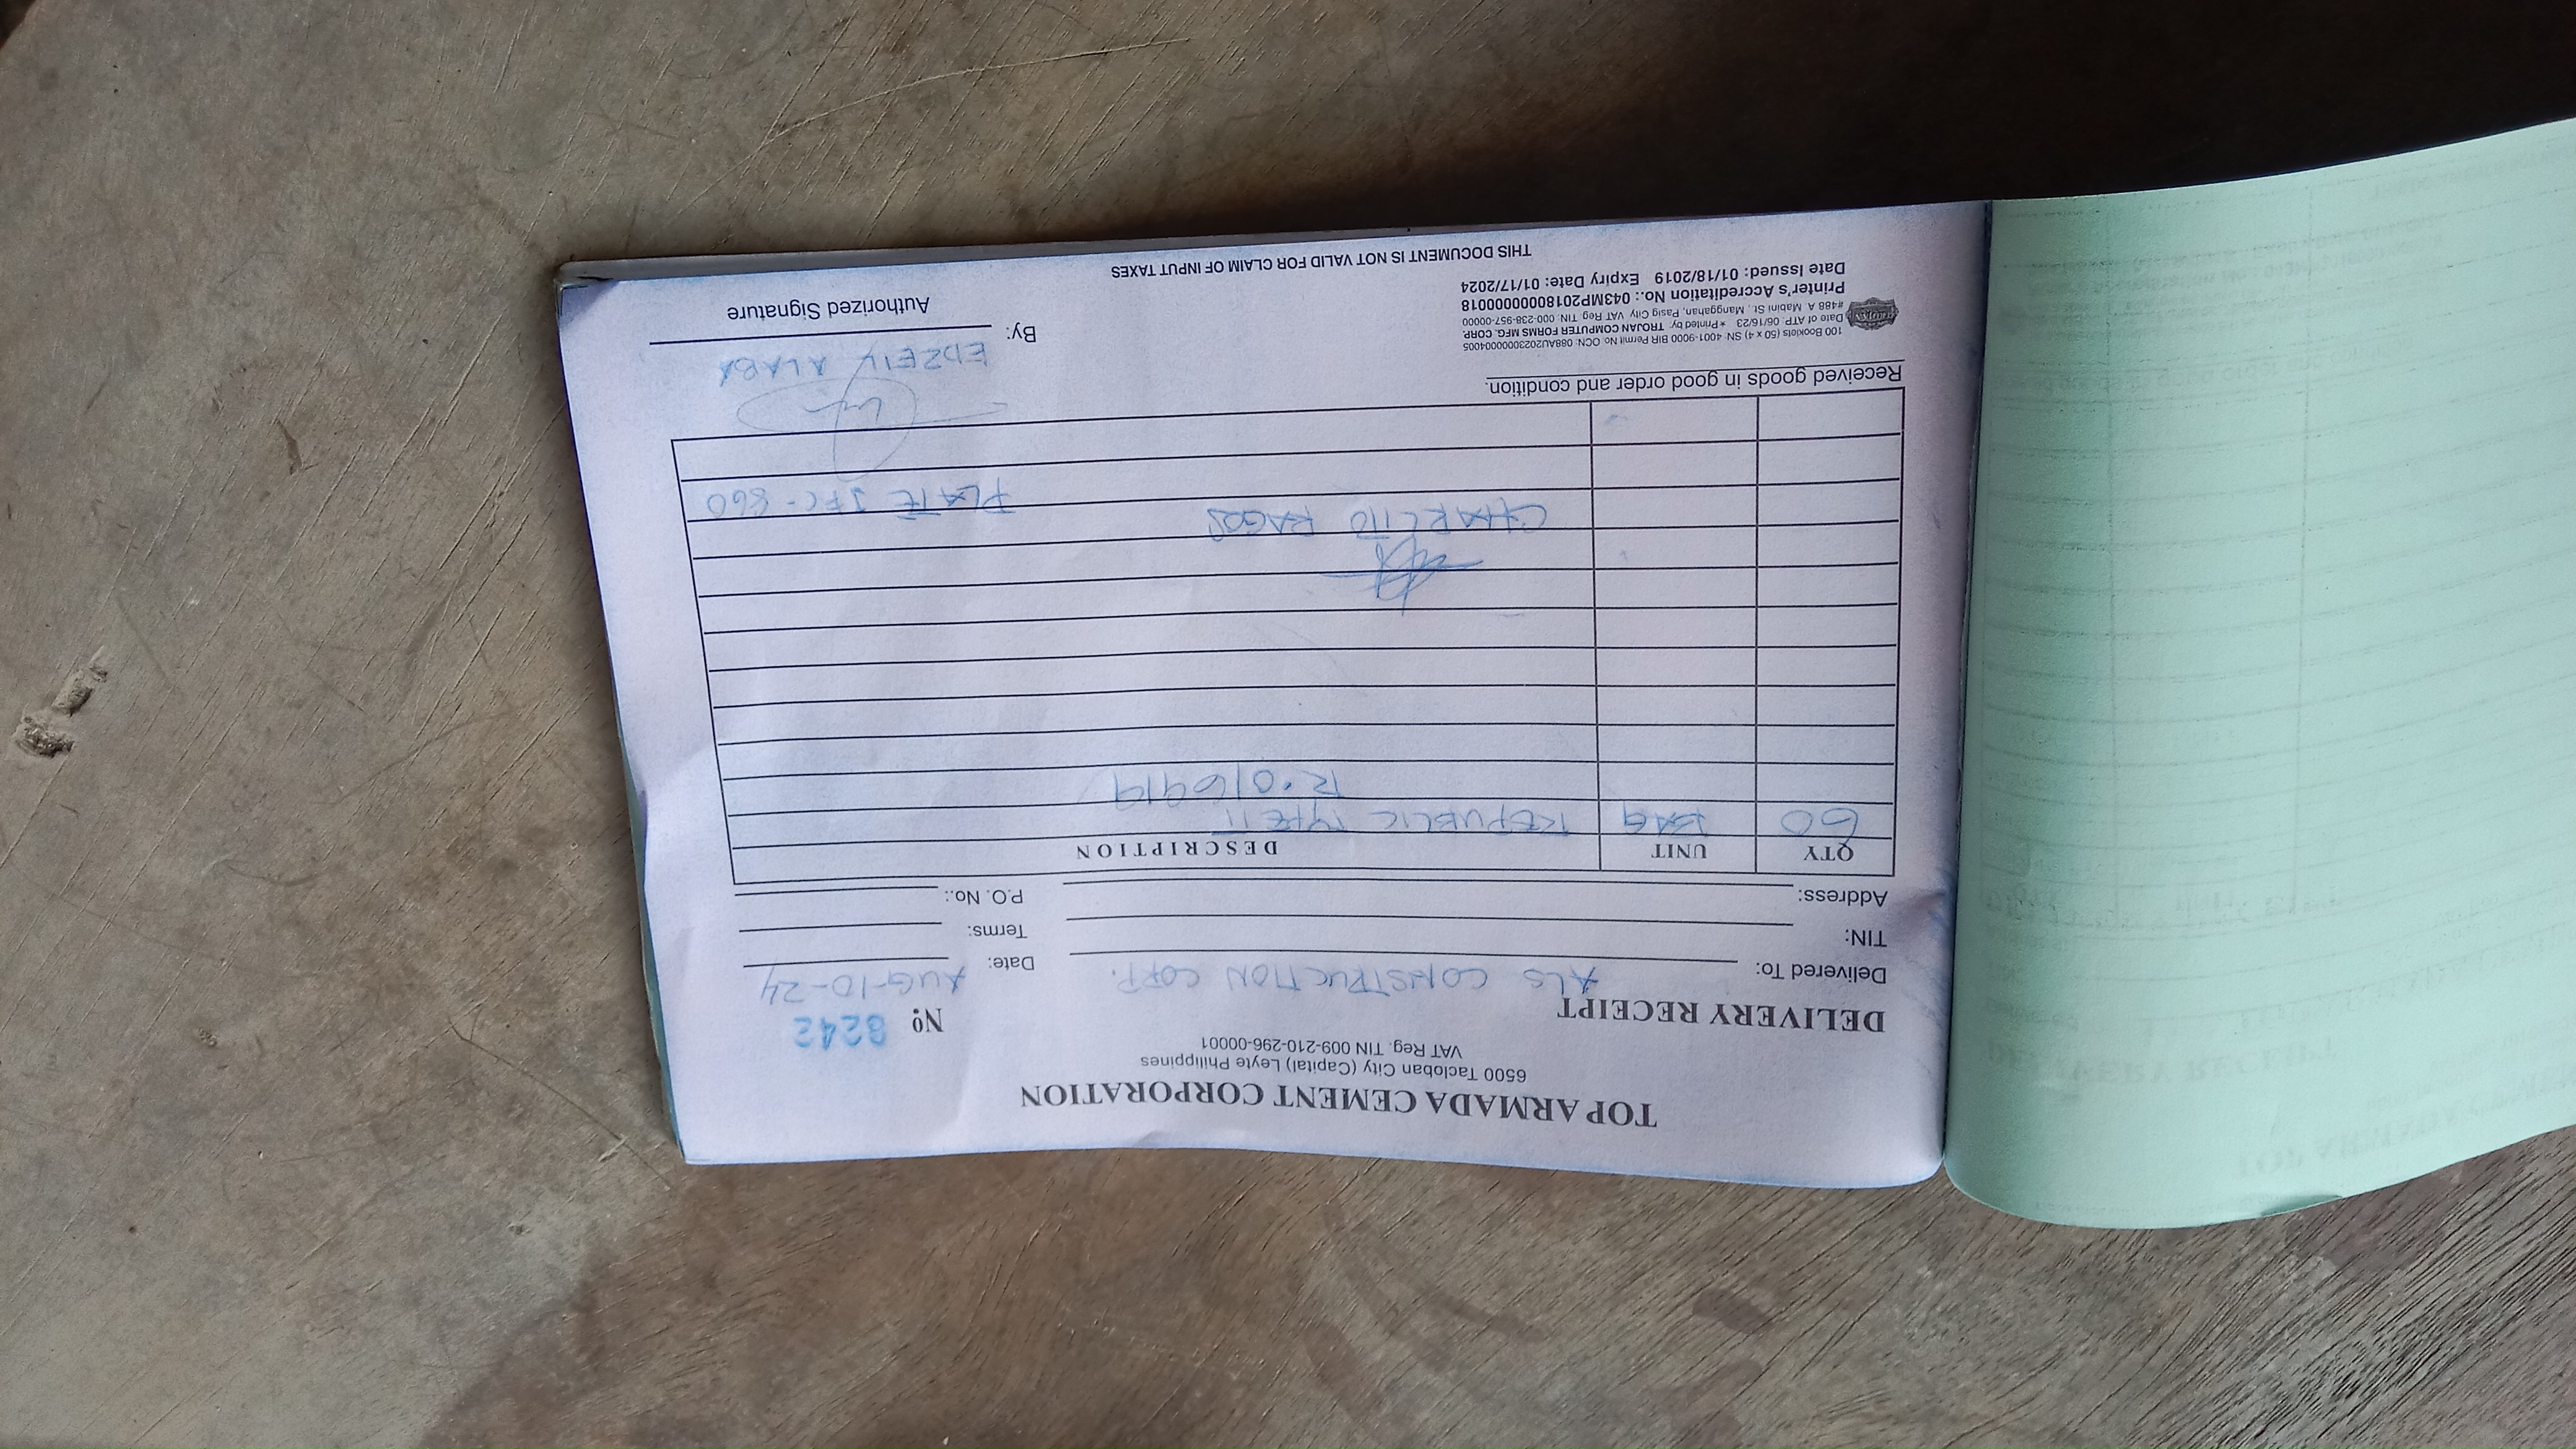 TOP ARMADA CEMENT CORPORATION
6500 Tacloban City (Capital) Leyte Philippines
VAT Reg. TIN 009-210-296-00001
DELIVERY RECEIPT
Nº 8242
Delivered To: ALS CONSTRUCTION CORP.
Date: AUG-10-24
TIN:
Terms:
Address:
P.O. No.:
QTY UNIT DESCRIPTION
60 BAG REPUBLIC TYPE 1T
R.016919
CHARLITO RAGOS
PLATE JFC-860
Received goods in good order and condition.
EDZEIY ALABA
By:
Authorized Signature
100 Booklets (50 x 4) SN: 4001-9000 BIR Permit No. OCN: 088AU20230000004005
Date of ATP: 06/16/23 * Printed by: TROJAN COMPUTER FORMS MFG. CORP.
#488 A. Mabini St., Manggahan, Pasig City VAT Reg TIN: 000-238-957-00000
Printer's Accreditation No.: 043MP20180000000018
Date Issued: 01/18/2019 Expiry Date: 01/17/2024
THIS DOCUMENT IS NOT VALID FOR CLAIM OF INPUT TAXES